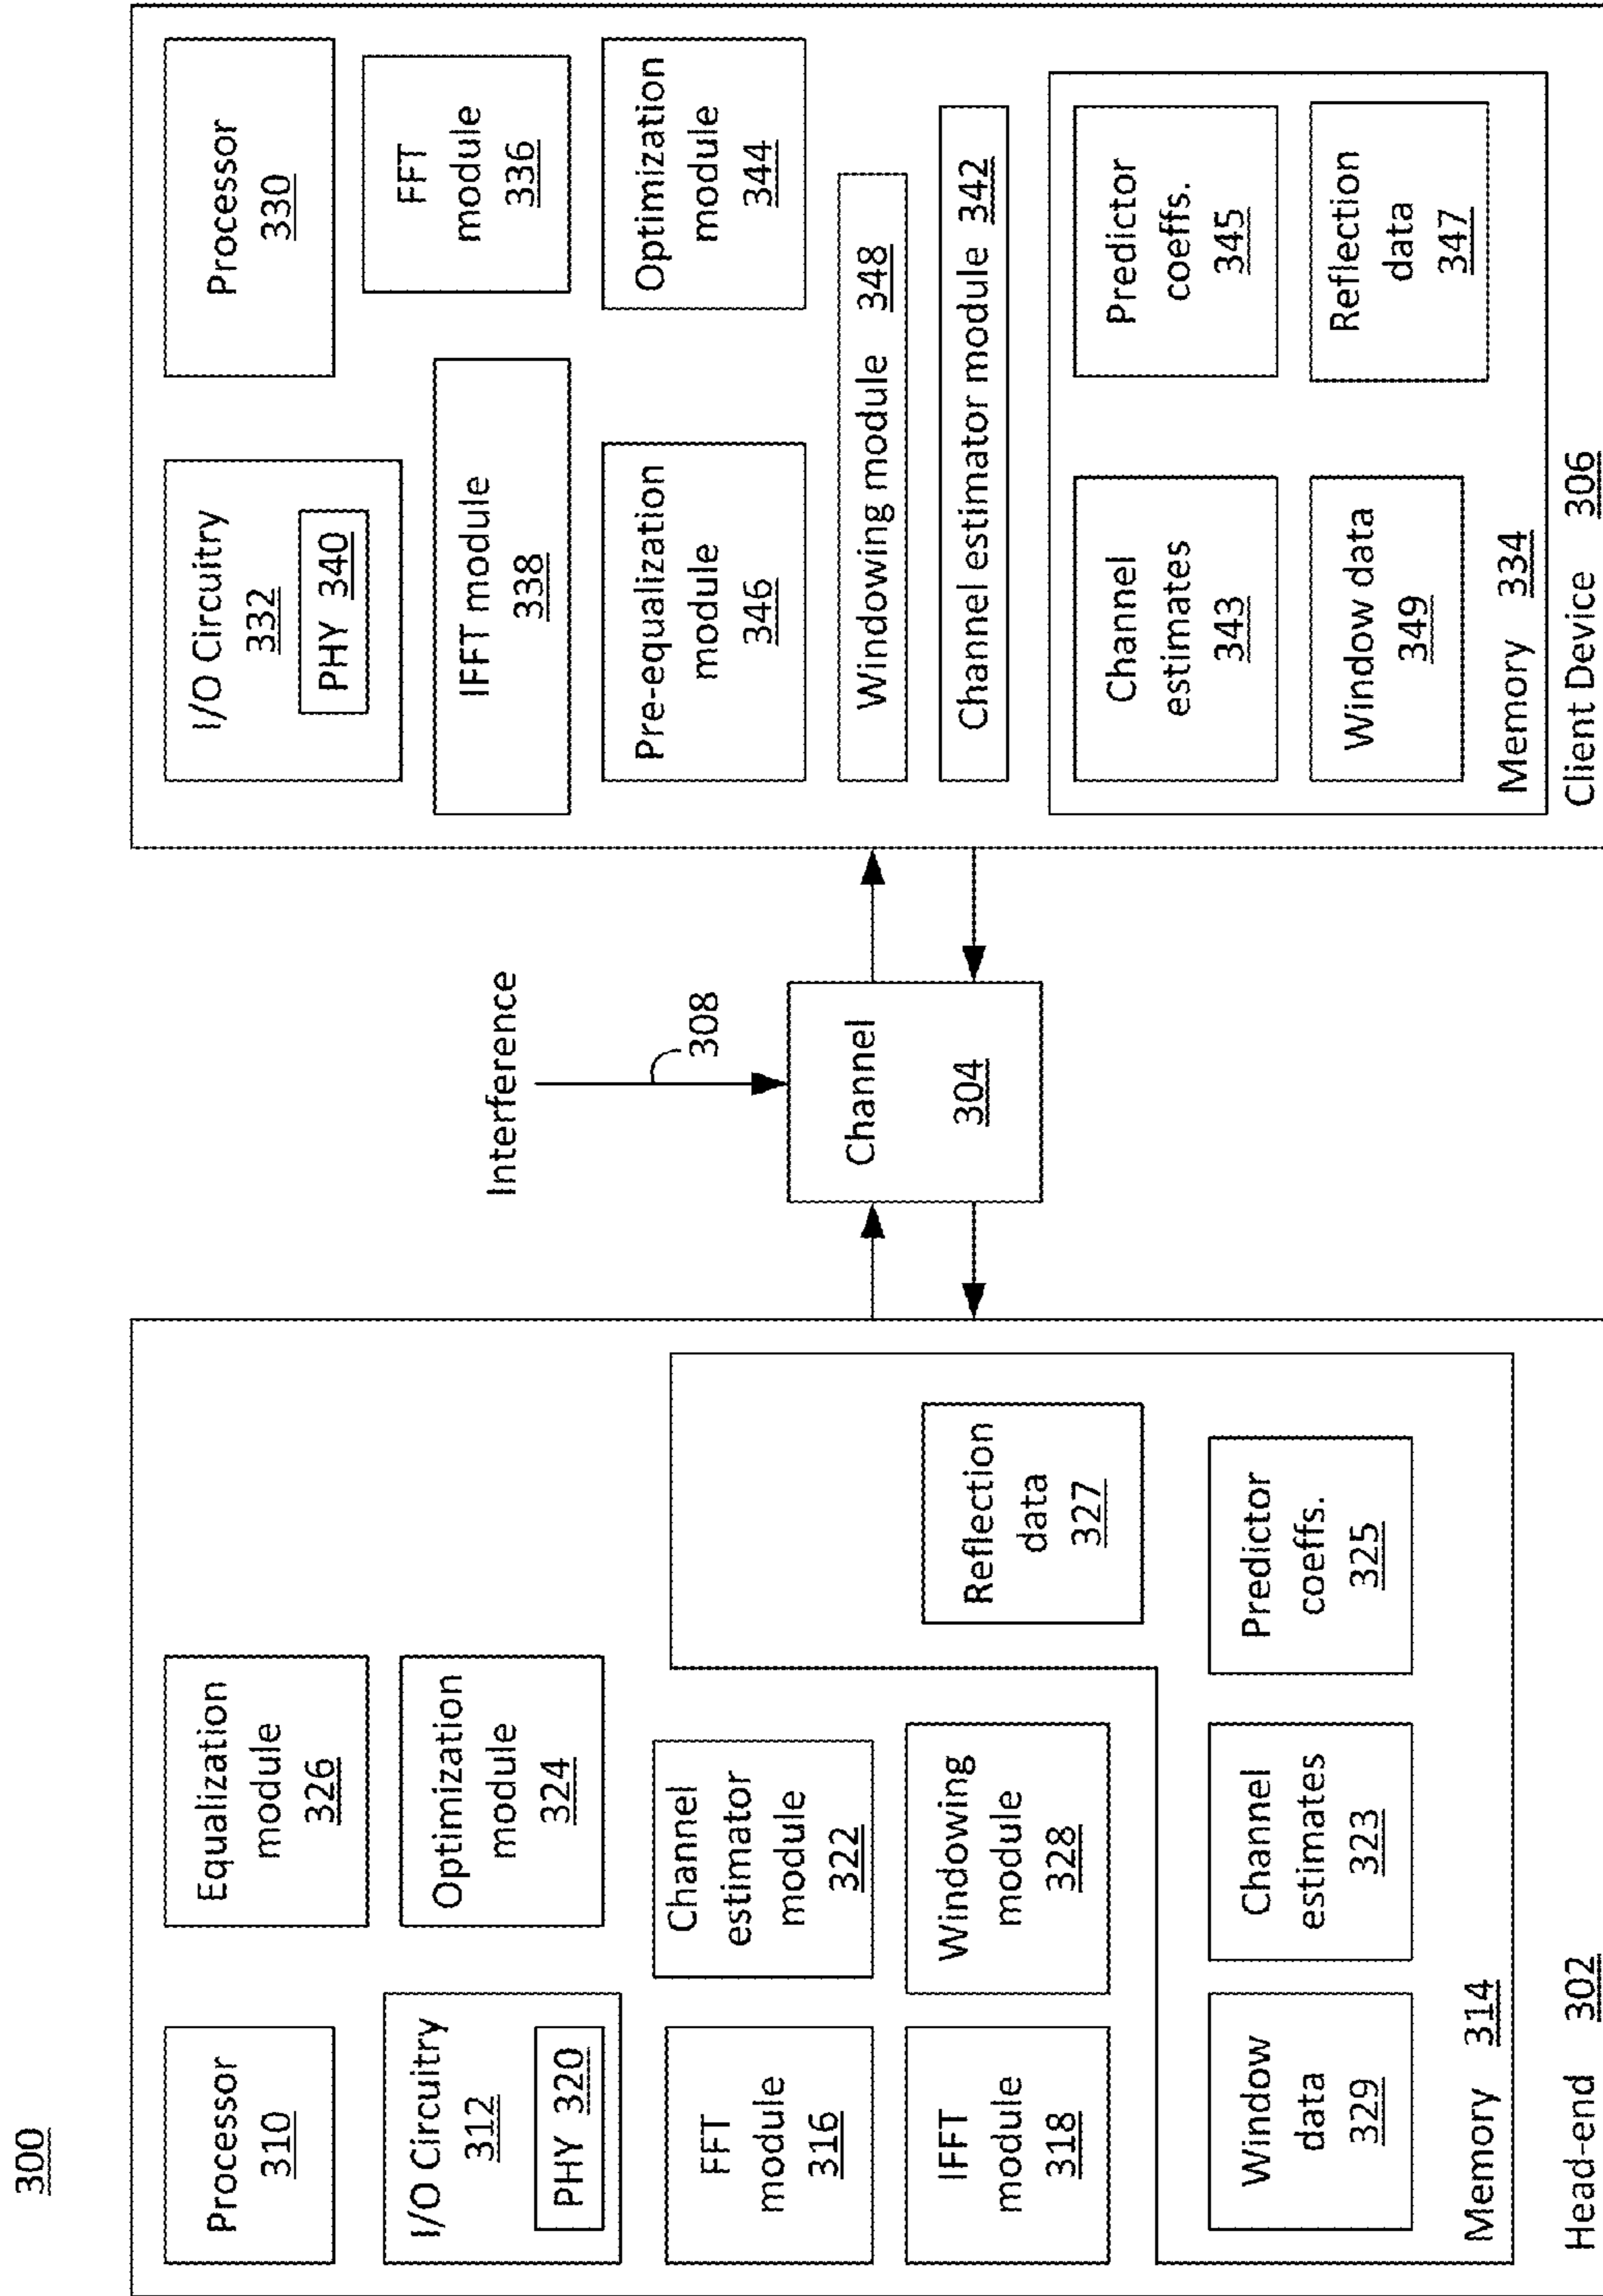 300
Processor
310
Equalization
module
326
I/O Circuitry
312
PHY 320
Optimization
module
324
FFT
module
316
Channel
estimator
module
322
IFFT
module
318
Windowing
module
328
Reflection
data
327
Window
data
329
Channel
estimates
323
Predictor
coeffs.
325
Memory 314
Head-end 302
Interference
308
Channel
304
I/O Circuitry
332
PHY 340
Processor
330
IFFT module
338
FFT
module
336
Pre-equalization
module
346
Optimization
module
344
Windowing module 348
Channel estimator module 342
Channel
estimates
343
Predictor
coeffs.
345
Window data
349
Reflection
data
347
Memory 334
Client Device 306